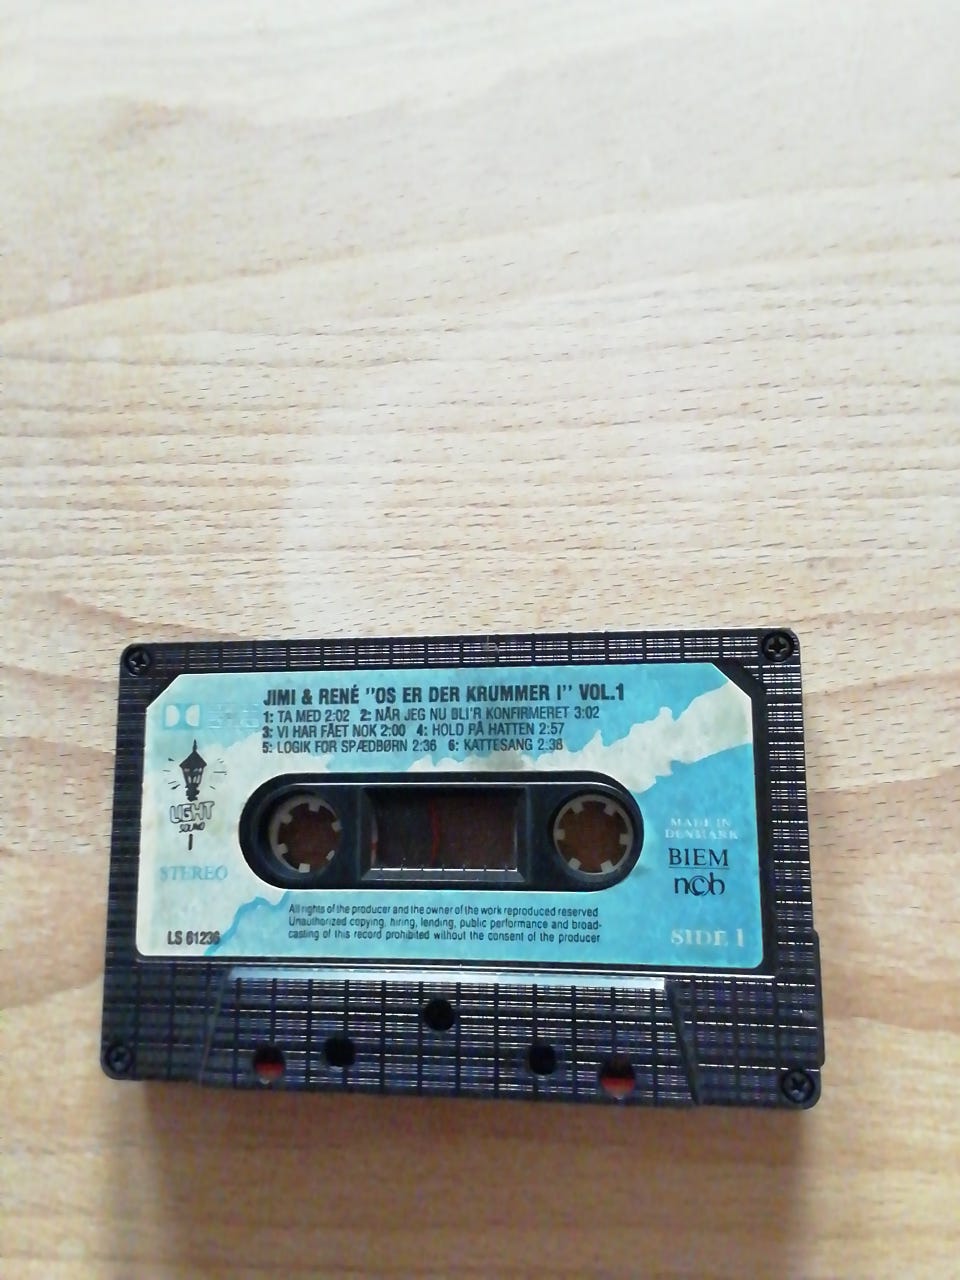 JIMI & RENÉ "OS ER DER KRUMMER I" VOL.1
1: TA MED 2:02 2: NÅR JEG NU BLI'R KONFIRMERET 3:02
3: VI HAR FÅET NOK 2:00 4: HOLD PÅ HATTEN 2:57
5: LOGIK FOR SPÆDBØRN 2:36 6: KATTESANG 2:38
LIGHT
SOUND
STEREO
LS 61236
MADE IN
DENMARK
BIEM
n©b
SIDE 1
All rights of the producer and the owner of the work reproduced reserved
Unauthorized copying, hiring, lending, public performance and broad-
casting of this record prohibited without the consent of the producer